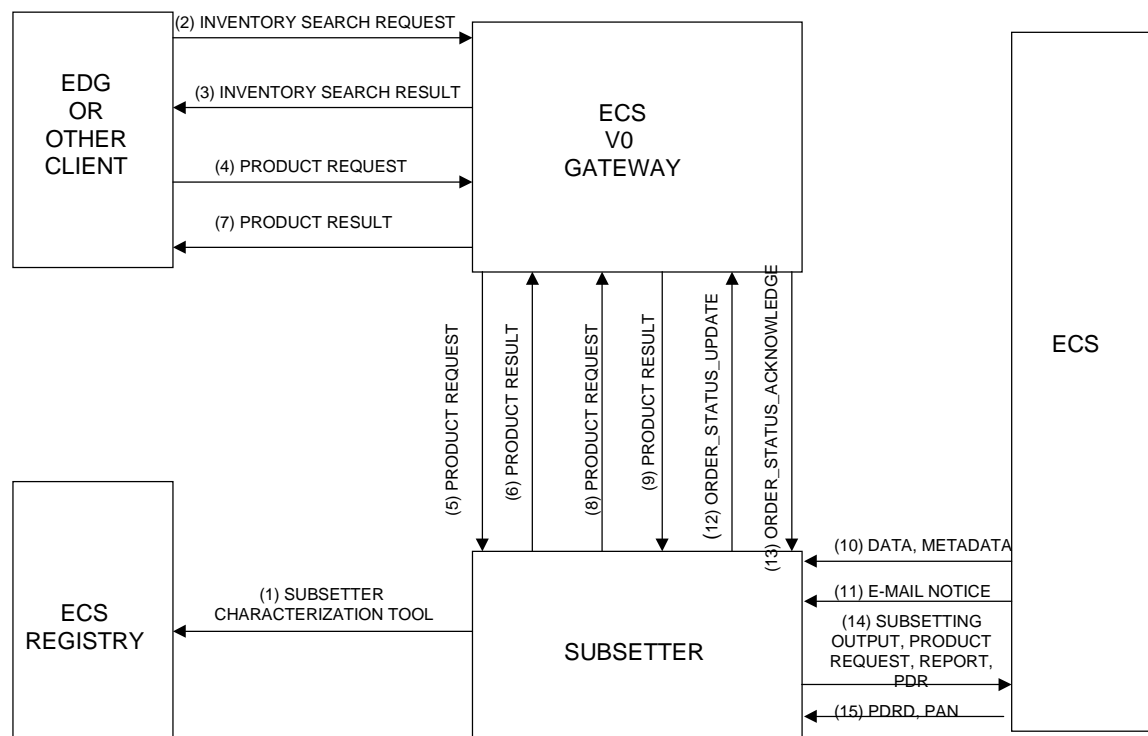 (2) INVENTORY SEARCH REQUEST
EDG
OR
OTHER
CLIENT
(3) INVENTORY SEARCH RESULT
ECS
V0
GATEWAY
(4) PRODUCT REQUEST
(7) PRODUCT RESULT
ECS
(5) PRODUCT REQUEST
(6) PRODUCT RESULT
(8) PRODUCT REQUEST
(9) PRODUCT RESULT
(12) ORDER_STATUS_UPDATE
(13) ORDER_STATUS_ACKNOWLEDGE
(10) DATA, METADATA
(11) E-MAIL NOTICE
(1) SUBSETTER
CHARACTERIZATION TOOL
ECS
REGISTRY
SUBSETTER
(14) SUBSETTING
OUTPUT, PRODUCT
REQUEST, REPORT,
PDR
(15) PDRD, PAN